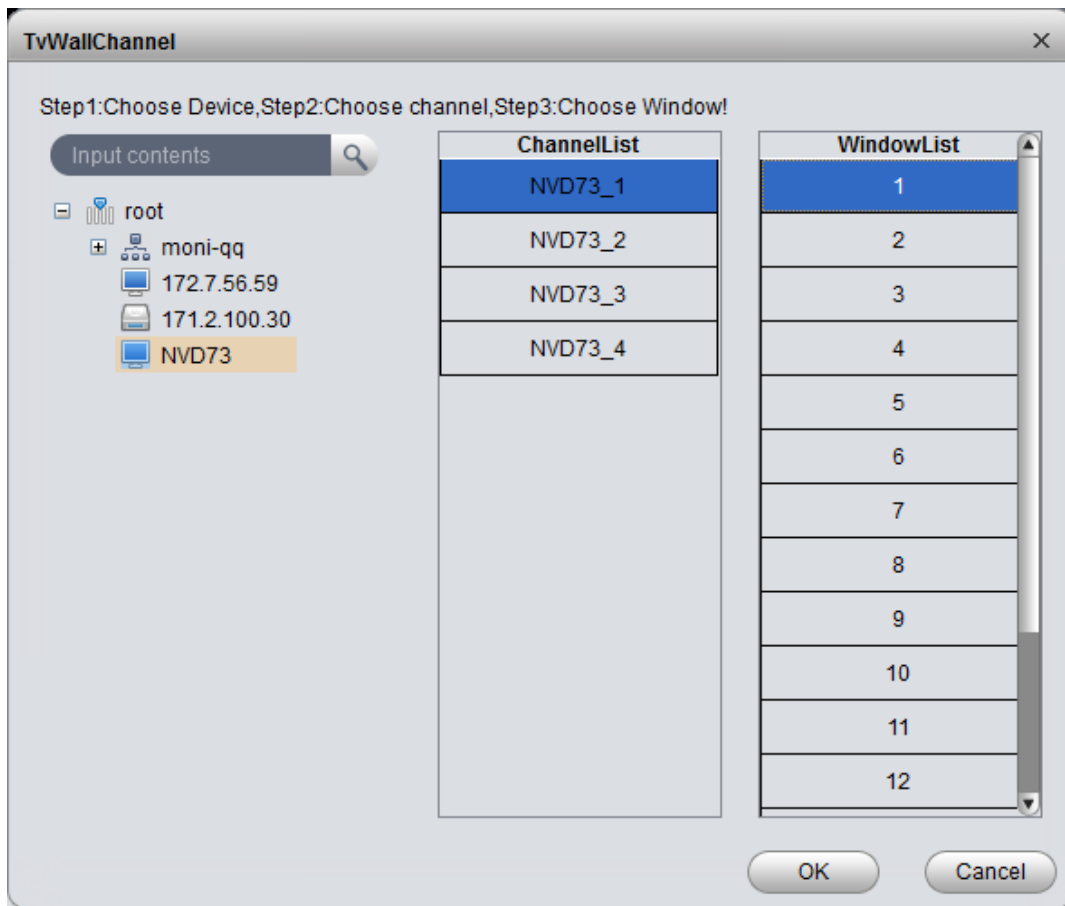 TvWallChannel
Step1:Choose Device,Step2:Choose channel,Step3:Choose Window!
Input contents
root
moni-qq
172.7.56.59
171.2.100.30
NVD73
ChannelList
NVD73_1
NVD73_2
NVD73_3
NVD73_4
WindowList
1
2
3
4
5
6
7
8
9
10
11
12
OK
Cancel